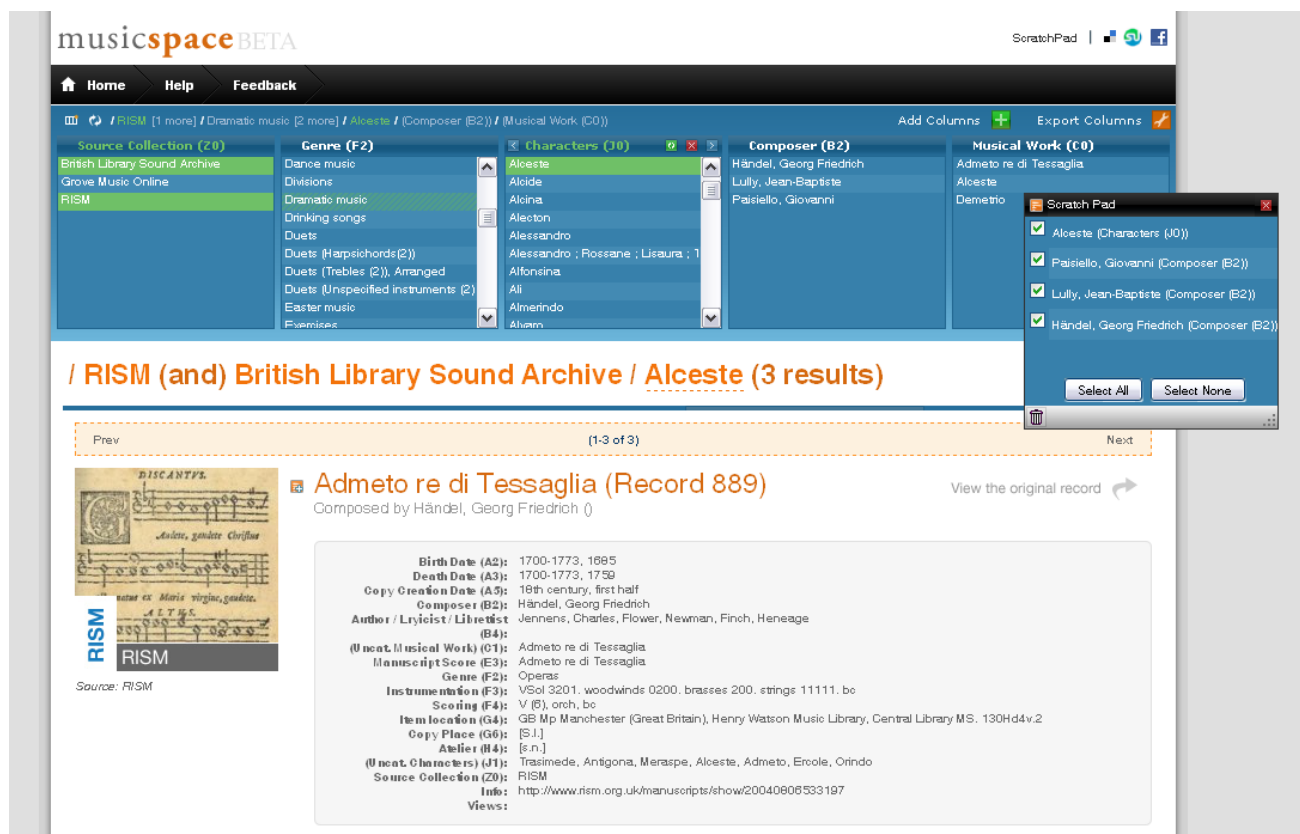 musicspace BETA
ScratchPad |
Home Help Feedback
/ RISM [1 more] / Dramatic music [2 more] / Alceste / (Composer (B2)) / (Musical Work (C0))
Add Columns Export Columns
Source Collection (Z0)
British Library Sound Archive
Grove Music Online
RISM
Genre (F2)
Dance music
Divisions
Dramatic music
Drinking songs
Duets
Duets (Harpsichords(2))
Duets (Trebles (2)), Arranged
Duets (Unspecified instruments (2)
Easter music
Exercises
Characters (J0)
Alceste
Alcide
Alcina
Alecton
Alessandro
Alessandro ; Rossane ; Lisaura ; T
Alfonsina
Ali
Almerindo
Alvaro
Composer (B2)
Händel, Georg Friedrich
Lully, Jean-Baptiste
Paisiello, Giovanni
Musical Work (C0)
Admeto re di Tessaglia
Alceste
Demetrio
Scratch Pad
Alceste (Characters (J0))
Paisiello, Giovanni (Composer (B2))
Lully, Jean-Baptiste (Composer (B2))
Händel, Georg Friedrich (Composer (B2))
Select All Select None
/ RISM (and) British Library Sound Archive / Alceste (3 results)
Prev (1-3 of 3) Next
DISCANTVS.
Audete, gaudete Christus
natus ex Maria virgine, gaudete.
ALTVS.
RISM
RISM
Source: RISM
Admeto re di Tessaglia (Record 889)
View the original record
Composed by Händel, Georg Friedrich ()
Birth Date (A2): 1700-1773, 1685
Death Date (A3): 1700-1773, 1759
Copy Creation Date (A5): 18th century, first half
Composer (B2): Händel, Georg Friedrich
Author / Lryicist / Librettist (B4): Jennens, Charles, Flower, Newman, Finch, Heneage
(Uncat. Musical Work) (C1): Admeto re di Tessaglia
Manuscript Score (E3): Admeto re di Tessaglia
Genre (F2): Operas
Instrumentation (F3): VSol 3201. woodwinds 0200. brasses 200. strings 11111. bc
Scoring (F4): V (6), orch, bc
Item location (G4): GB Mp Manchester (Great Britain), Henry Watson Music Library, Central Library MS. 130Hd4v.2
Copy Place (G6): [S.l.]
Atelier (H4): [s.n.]
(Uncat. Characters) (J1): Trasimede, Antigona, Meraspe, Alceste, Admeto, Ercole, Orindo
Source Collection (Z0): RISM
Info: http://www.rism.org.uk/manuscripts/show/20040806533197
Views: